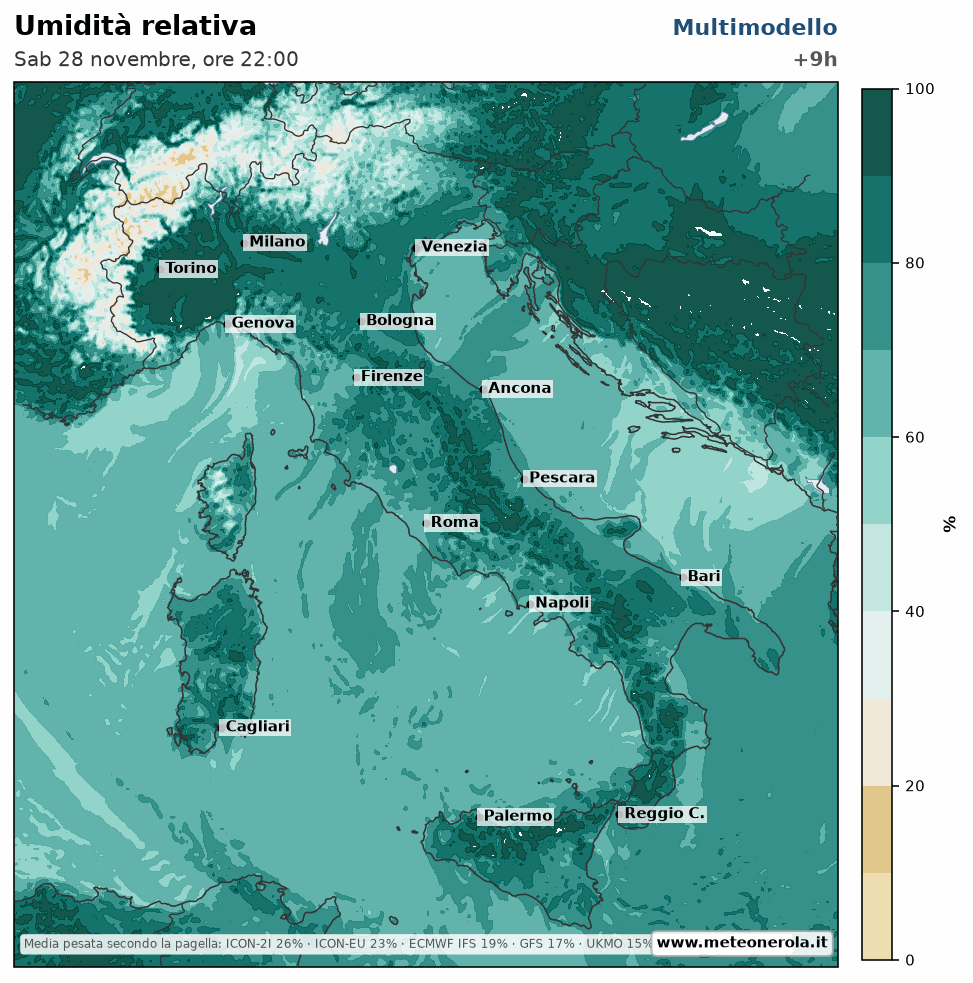 Umidità relativa
Multimodello
Sab 28 novembre, ore 22:00
+9h
100
80
60
40
20
0
%
Milano
Venezia
Torino
Genova
Bologna
Firenze
Ancona
Pescara
Roma
Bari
Napoli
Cagliari
Palermo
Reggio C.
Media pesata secondo la pagella: ICON-2I 26% · ICON-EU 23% · ECMWF IFS 19% · GFS 17% · UKMO 15%
www.meteonerola.it